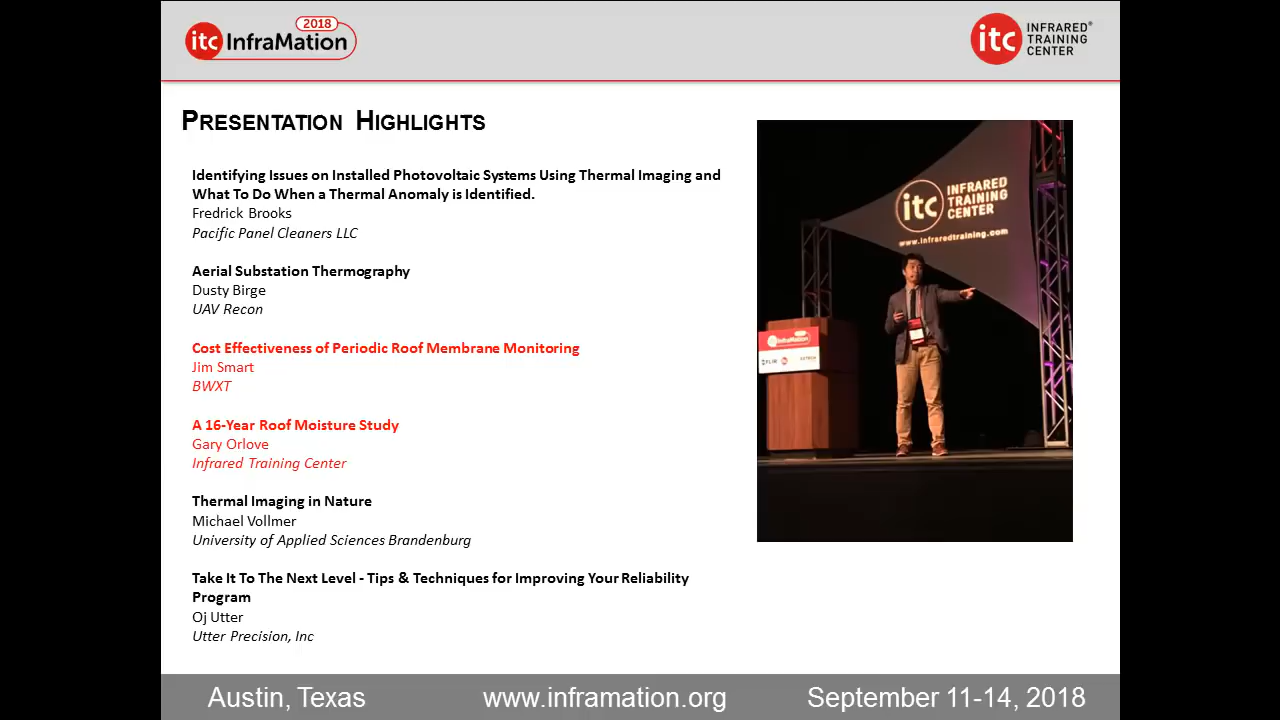 2018
itc InfraMation
itc INFRARED®
TRAINING
CENTER
PRESENTATION HIGHLIGHTS
Identifying Issues on Installed Photovoltaic Systems Using Thermal Imaging and
What To Do When a Thermal Anomaly is Identified.
Fredrick Brooks
Pacific Panel Cleaners LLC
Aerial Substation Thermography
Dusty Birge
UAV Recon
Cost Effectiveness of Periodic Roof Membrane Monitoring
Jim Smart
BWXT
A 16-Year Roof Moisture Study
Gary Orlove
Infrared Training Center
Thermal Imaging in Nature
Michael Vollmer
University of Applied Sciences Brandenburg
Take It To The Next Level - Tips & Techniques for Improving Your Reliability
Program
Oj Utter
Utter Precision, Inc
itc INFRARED
TRAINING
CENTER
www.infraredtraining.com
InfraMation
FLIR
Austin, Texas
www.inframation.org
September 11-14, 2018